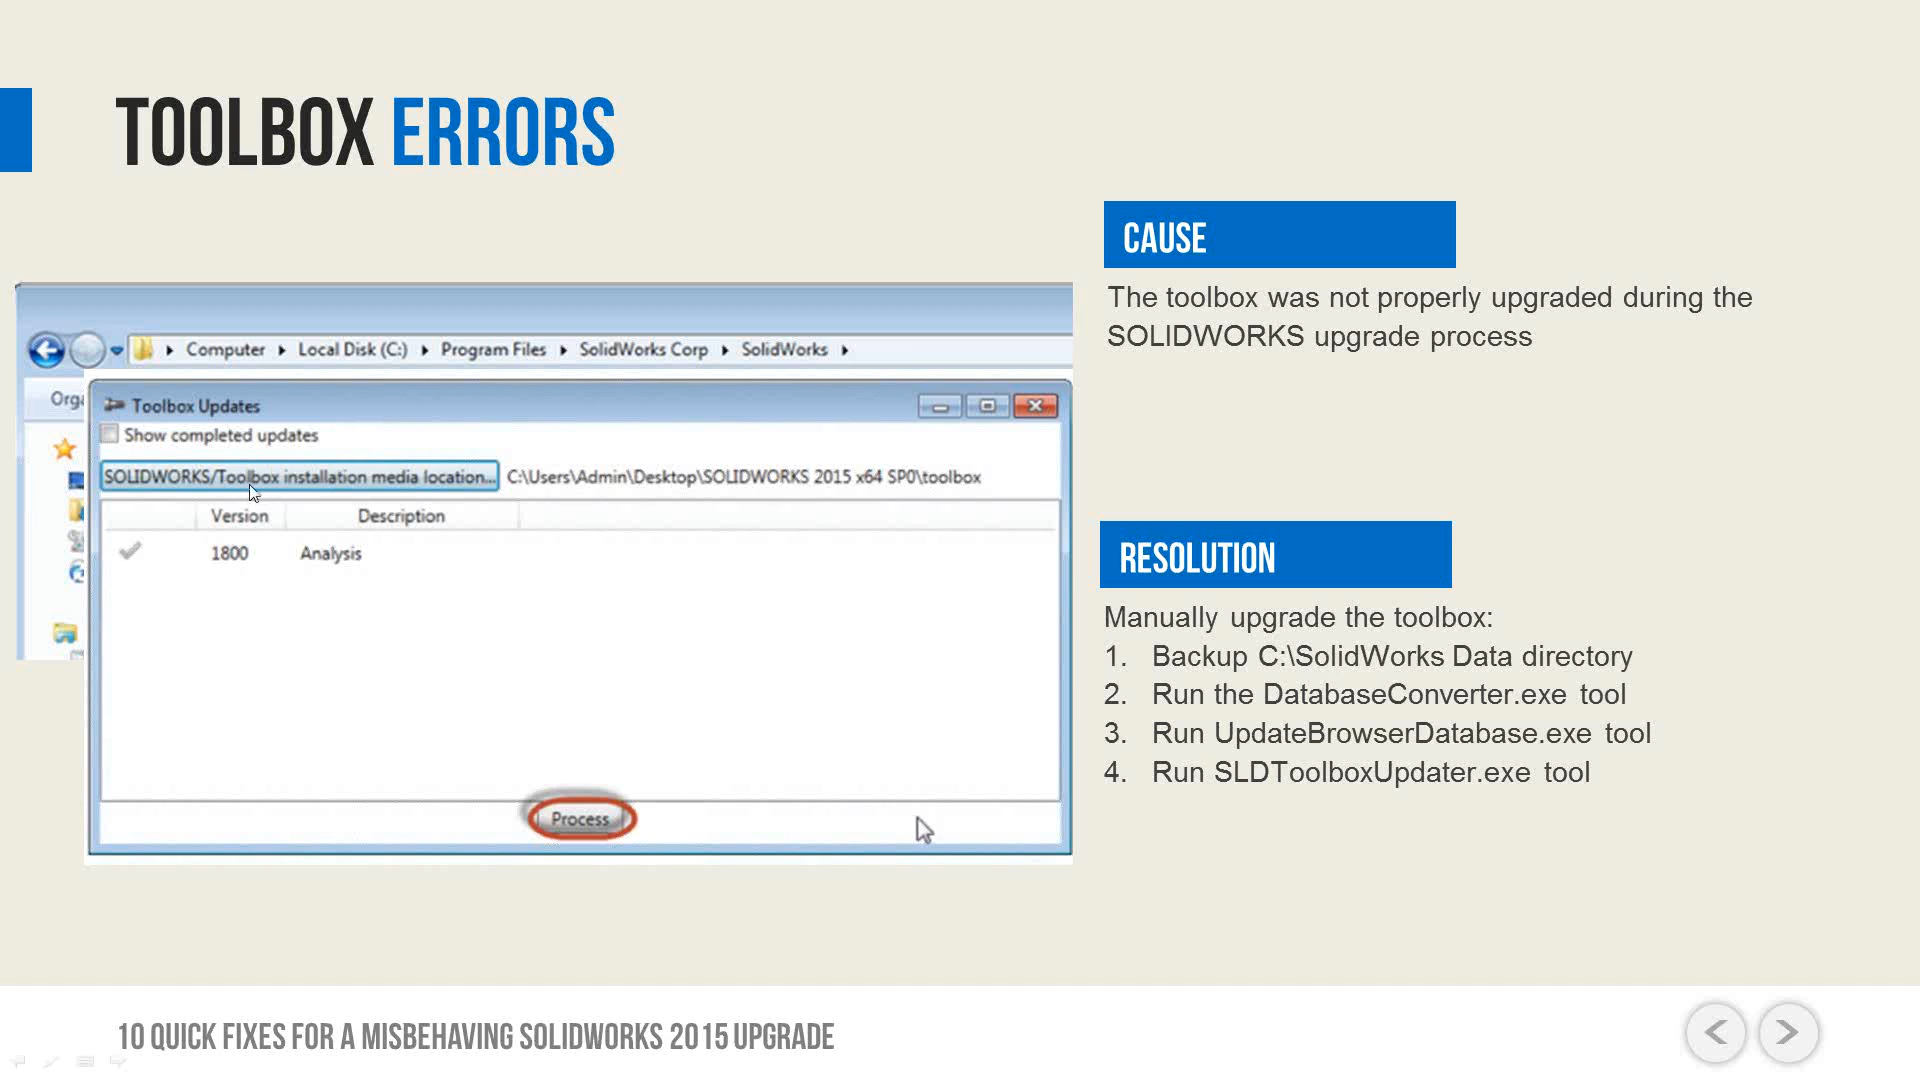 TOOLBOX ERRORS
CAUSE
The toolbox was not properly upgraded during the
SOLIDWORKS upgrade process
Computer Local Disk (C:) Program Files SolidWorks Corp SolidWorks
Toolbox Updates
Show completed updates
SOLIDWORKS/Toolbox installation media location... C:\Users\Admin\Desktop\SOLIDWORKS 2015 x64 SP0\toolbox
Version Description
1800 Analysis
Process
RESOLUTION
Manually upgrade the toolbox:
1. Backup C:\SolidWorks Data directory
2. Run the DatabaseConverter.exe tool
3. Run UpdateBrowserDatabase.exe tool
4. Run SLDToolboxUpdater.exe tool
10 QUICK FIXES FOR A MISBEHAVING SOLIDWORKS 2015 UPGRADE